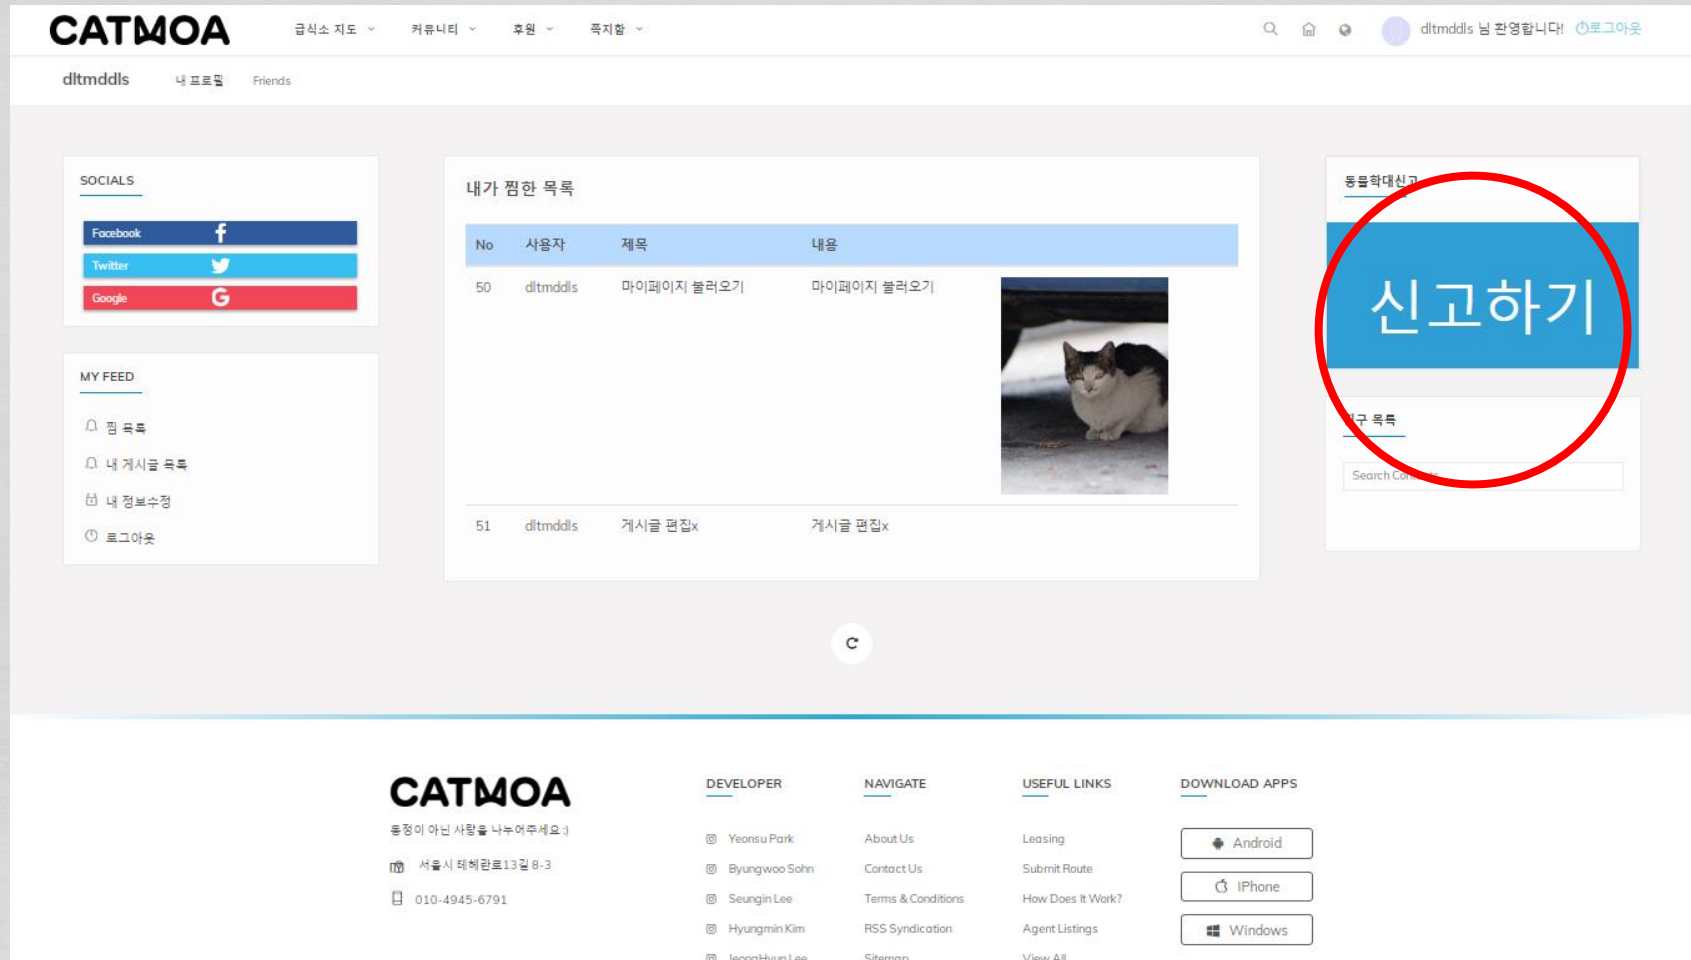 CATMOA 급식소 지도 커뮤니티 후원 쪽지함 dltmddls 님 환영합니다! 로그아웃
dltmddls 내 프로필 Friends
SOCIALS
Facebook
Twitter
Google
MY FEED
찜 목록
내 게시글 목록
내 정보수정
로그아웃
내가 찜한 목록
No 사용자 제목 내용
50 dltmddls 마이페이지 불러오기 마이페이지 불러오기
51 dltmddls 게시글 편집x 게시글 편집x
동물학대신고
신고하기
목록
Search
CATMOA
동정이 아닌 사랑을 나누어주세요 :)
서울시 테헤란로13길 8-3
010-4945-6791
DEVELOPER
Yeonsu Park
Byungwoo Sohn
Seungin Lee
Hyungmin Kim
JeongHyun Lee
NAVIGATE
About Us
Contact Us
Terms & Conditions
RSS Syndication
Sitemap
USEFUL LINKS
Leasing
Submit Route
How Does It Work?
Agent Listings
View All
DOWNLOAD APPS
Android
IPhone
Windows